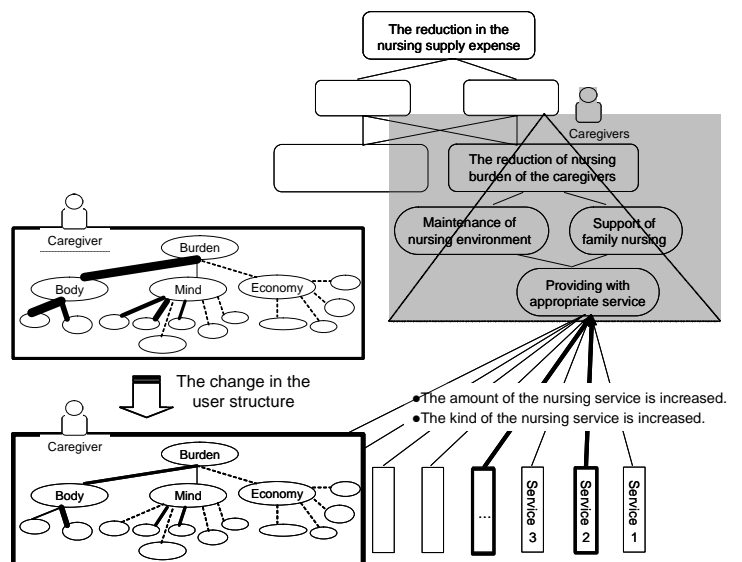 The reduction in the
nursing supply expense
Caregivers
The reduction of nursing
burden of the caregivers
Maintenance of
nursing environment
Support of
family nursing
Providing with
appropriate service
Caregiver
Burden
Body
Mind
Economy
The change in the
user structure
●The amount of the nursing service is increased.
●The kind of the nursing service is increased.
Caregiver
Burden
Body
Mind
Economy
...
Service 3
Service 2
Service 1